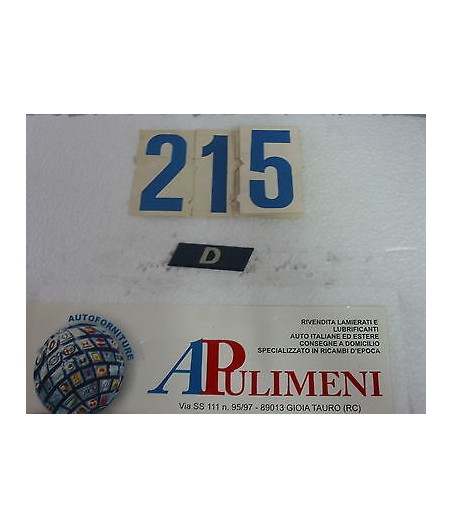 215
D
AUTOFORNITURE
RIVENDITA LAMIERATI E
LUBRIFICANTI
AUTO ITALIANE ED ESTERE
CONSEGNE A DOMICILIO
SPECIALIZZATO IN RICAMBI D'EPOCA
APULIMENI
Via SS 111 n. 95/97 - 89013 GIOIA TAURO (RC)